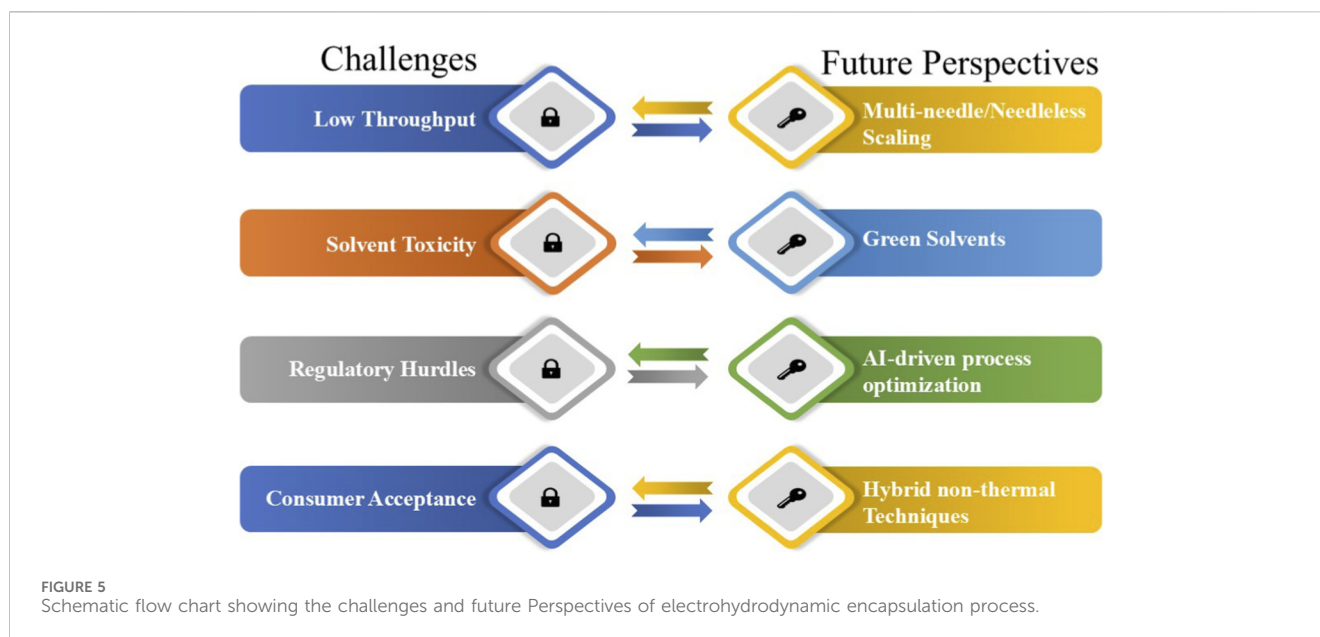 Challenges
Future Perspectives
Low Throughput
Multi-needle/Needleless
Scaling
Solvent Toxicity
Green Solvents
Regulatory Hurdles
AI-driven process
optimization
Consumer Acceptance
Hybrid non-thermal
Techniques
FIGURE 5
Schematic flow chart showing the challenges and future Perspectives of electrohydrodynamic encapsulation process.